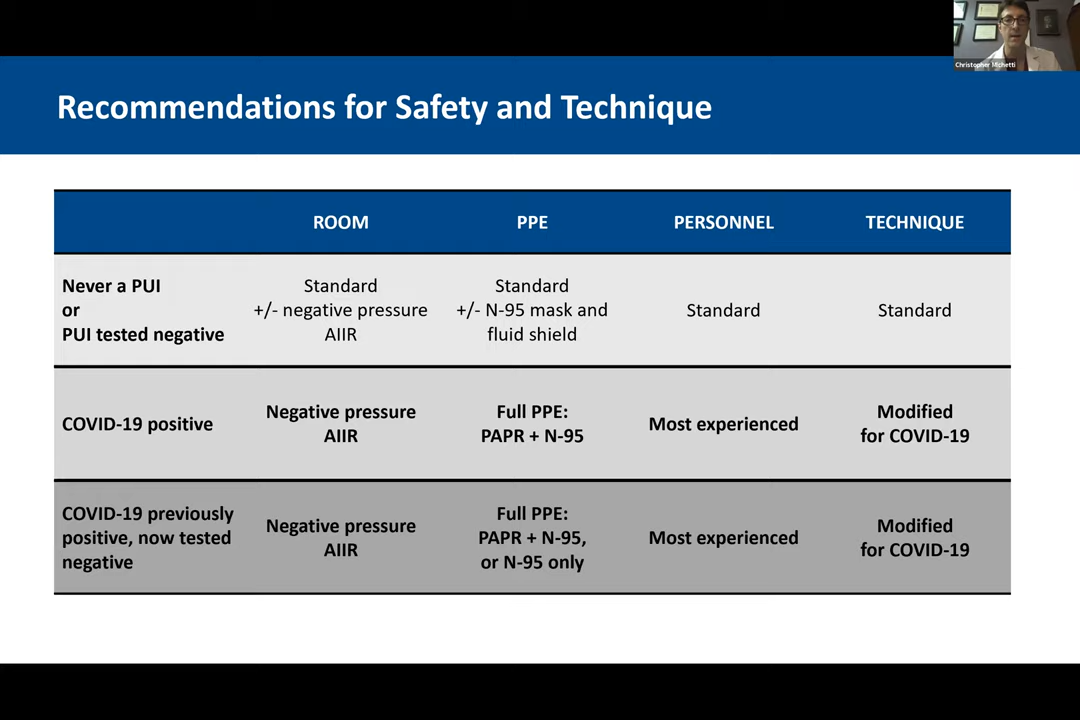 Christopher Michetti
Recommendations for Safety and Technique
ROOM PPE PERSONNEL TECHNIQUE
Never a PUI
or
PUI tested negative
Standard
+/- negative pressure
AIIR
Standard
+/- N-95 mask and
fluid shield
Standard
Standard
COVID-19 positive
Negative pressure
AIIR
Full PPE:
PAPR + N-95
Most experienced
Modified
for COVID-19
COVID-19 previously
positive, now tested
negative
Negative pressure
AIIR
Full PPE:
PAPR + N-95,
or N-95 only
Most experienced
Modified
for COVID-19